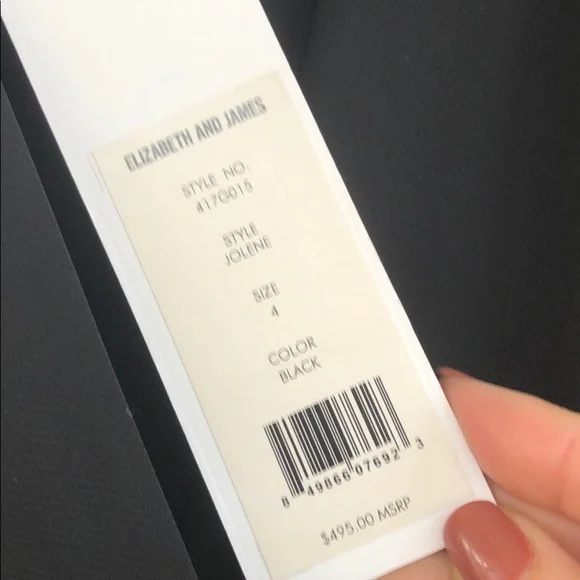 ELIZABETH AND JAMES
STYLE NO.
417G015
STYLE
JOLENE
SIZE
4
COLOR
BLACK
8 49866 07692 3
$495.00 MSRP